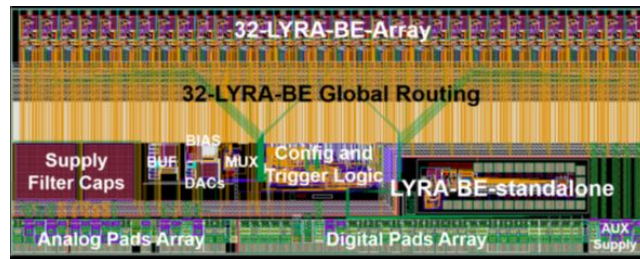 32-LYRA-BE-Array
32-LYRA-BE Global Routing
Supply
Filter Caps
BUF
BIAS
DACs
MUX
Config and
Trigger Logic
LYRA-BE-standalone
Analog Pads Array
Digital Pads Array
AUX
Supply